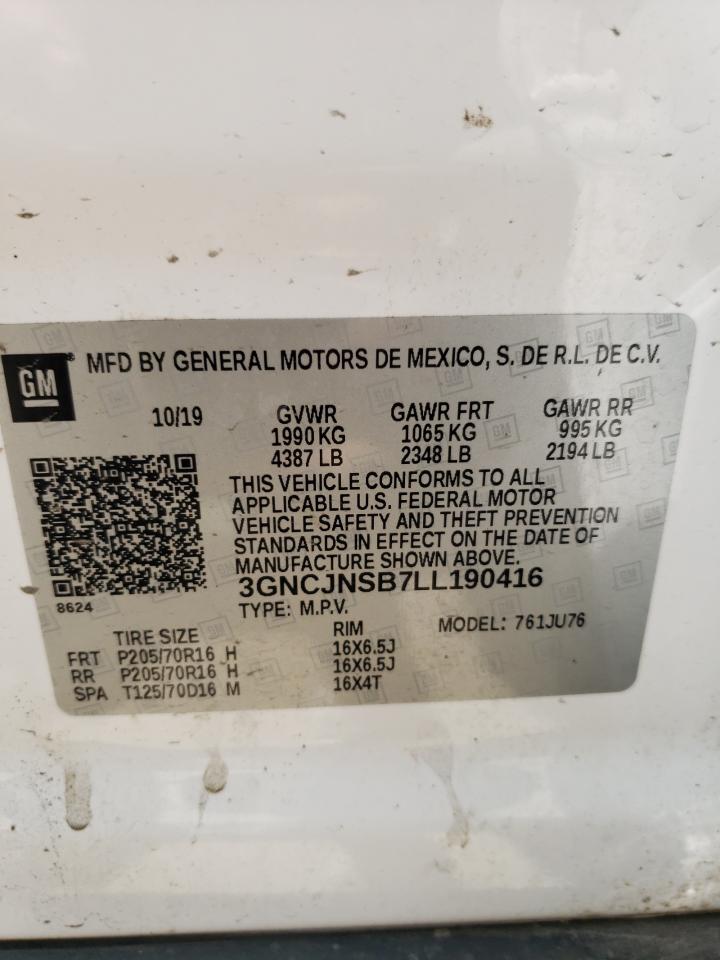 GM ® MFD BY GENERAL MOTORS DE MEXICO, S. DE R.L. DE C.V.
10/19 GVWR GAWR FRT GAWR RR
1990 KG 1065 KG 995 KG
4387 LB 2348 LB 2194 LB
THIS VEHICLE CONFORMS TO ALL
APPLICABLE U.S. FEDERAL MOTOR
VEHICLE SAFETY AND THEFT PREVENTION
STANDARDS IN EFFECT ON THE DATE OF
MANUFACTURE SHOWN ABOVE.
3GNCJNSB7LL190416
8624 TYPE: M.P.V.
TIRE SIZE RIM MODEL: 761JU76
FRT P205/70R16 H 16X6.5J
RR P205/70R16 H 16X6.5J
SPA T125/70D16 M 16X4T